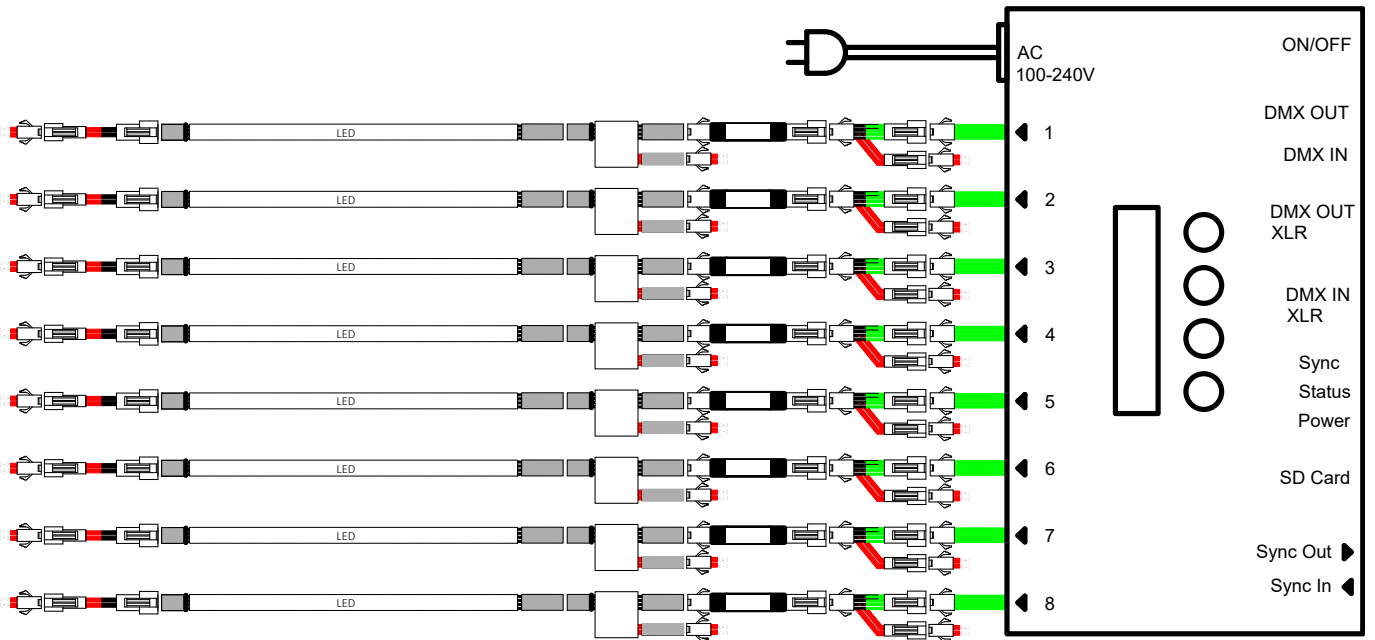 AC
100-240V
ON/OFF
DMX OUT
DMX IN
DMX OUT
XLR
DMX IN
XLR
Sync
Status
Power
SD Card
Sync Out
Sync In
LED
1
LED
2
LED
3
LED
4
LED
5
LED
6
LED
7
LED
8